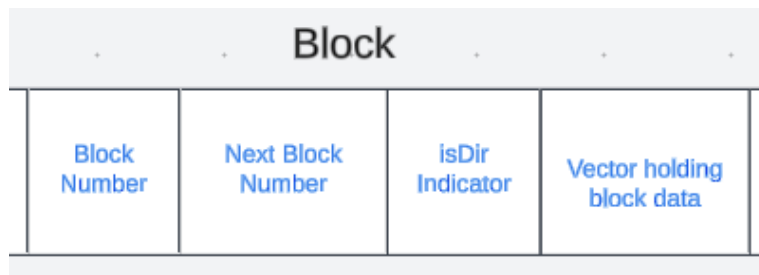 Block
Block
Number
Next Block
Number
isDir
Indicator
Vector holding
block data